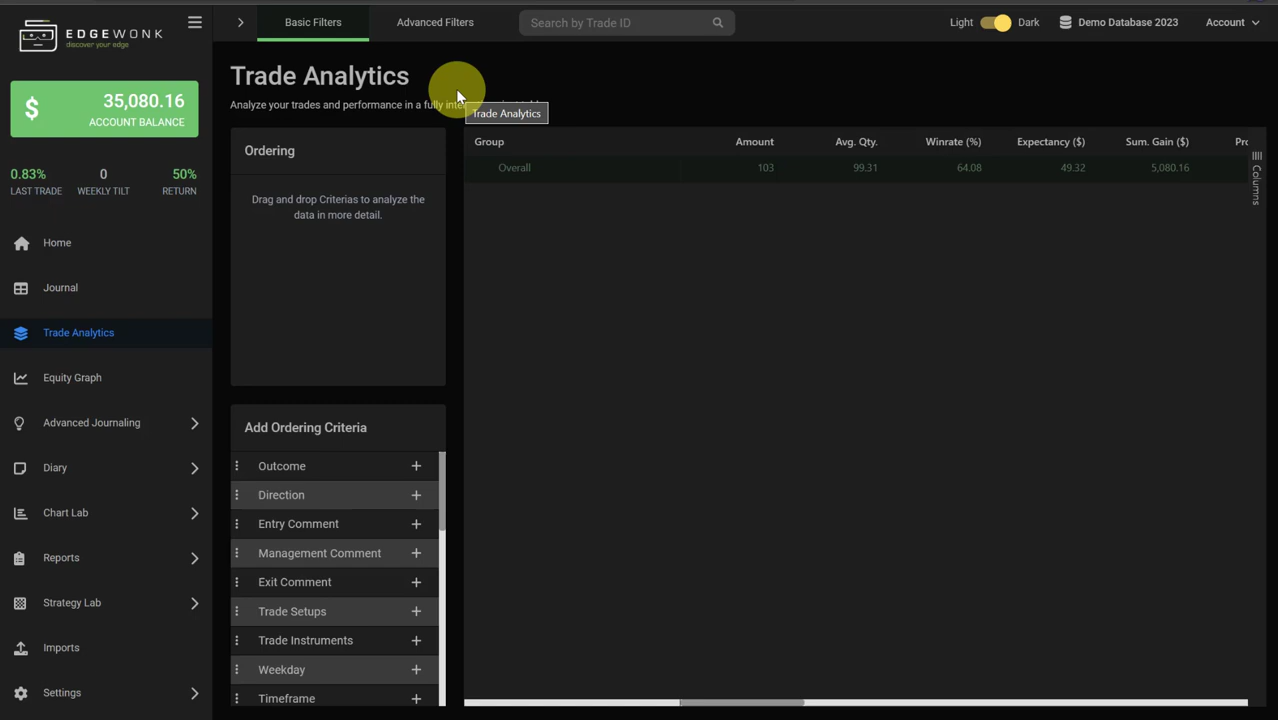 EDGEWONK
discover your edge
Basic Filters
Advanced Filters
Search by Trade ID
Light
Dark
Demo Database 2023
Account
$
35,080.16
ACCOUNT BALANCE
0.83%
LAST TRADE
0
WEEKLY TILT
50%
RETURN
Home
Journal
Trade Analytics
Equity Graph
Advanced Journaling
Diary
Chart Lab
Reports
Strategy Lab
Imports
Settings
Trade Analytics
Analyze your trades and performance in a fully
Trade Analytics
Ordering
Drag and drop Criterias to analyze the
data in more detail.
Add Ordering Criteria
Outcome
Direction
Entry Comment
Management Comment
Exit Comment
Trade Setups
Trade Instruments
Weekday
Timeframe
Group Amount Avg. Qty. Winrate (%) Expectancy ($) Sum. Gain ($)
Overall 103 99.31 64.08 49.32 5,080.16
Columns